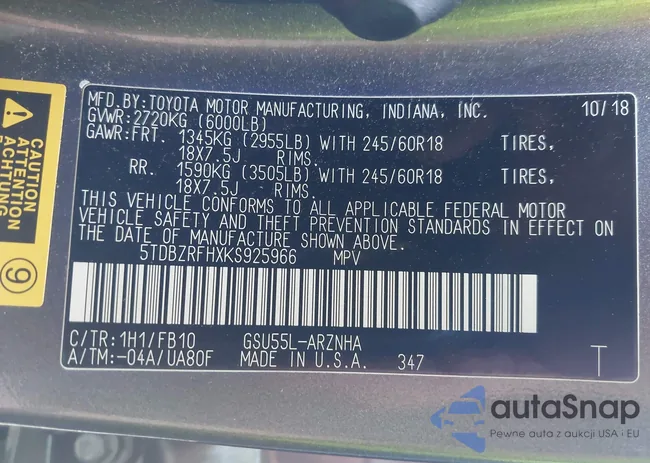 MFD.BY:TOYOTA MOTOR MANUFACTURING, INDIANA, INC. 10/18
GVWR:2720KG (6000LB)
GAWR:FRT. 1345KG (2955LB) WITH 245/60R18 TIRES,
18X7.5J RIMS.
RR. 1590KG (3505LB) WITH 245/60R18 TIRES,
18X7.5J RIMS.
THIS VEHICLE CONFORMS TO ALL APPLICABLE FEDERAL MOTOR
VEHICLE SAFETY AND THEFT PREVENTION STANDARDS IN EFFECT ON
THE DATE OF MANUFACTURE SHOWN ABOVE.
5TDBZRFHXKS925966 MPV
C/TR:1H1/FB10 GSU55L-ARZNHA
A/TM:-04A/UA80F MADE IN U.S.A. 347 T
CAUTION
ATTENTION
ACHTUNG
9
autaSnap
Pewne auta z aukcji USA i EU